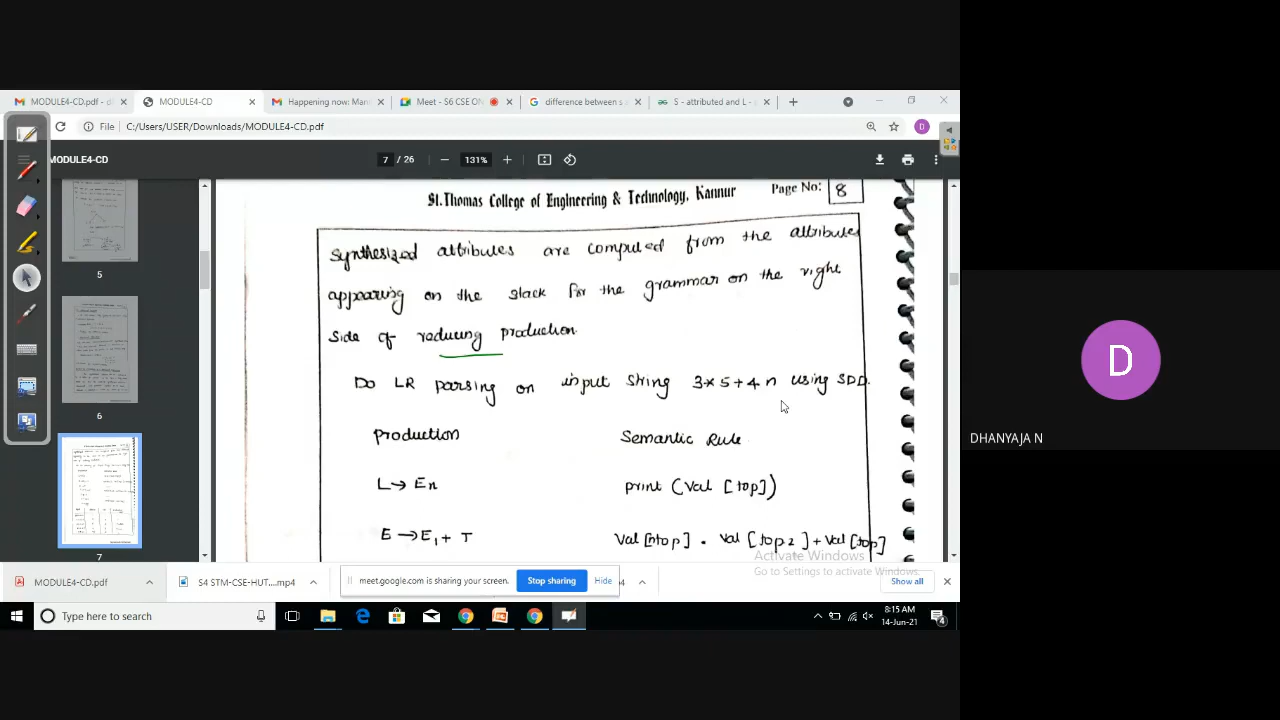 MODULE4-CD.pdf - d
MODULE4-CD
Happening now: Man
Meet - S6 CSE ON
difference between s a
S - attributed and L -
File C:/Users/USER/Downloads/MODULE4-CD.pdf
MODULE4-CD
7 / 26
131%
St.Thomas College of Engineering & Technology, Kannur
Page No: 8
Synthesized attributes are computed from the attributes
appearing on the stack for the grammar on the right
side of reducing production.
Do LR parsing on input string 3*5+4n using SDD.
production Semantic Rule
L → En print (val [top])
E → E1 + T Val [ntop] = Val [top-2] + Val [top]
5
6
7
Activate Windows
Go to Settings to activate Windows.
MODULE4-CD.pdf
S4 STM-CSE-HUT....mp4
meet.google.com is sharing your screen.
Stop sharing
Hide
4
Show all
Type here to search
8:15 AM
14-Jun-21
4
D
D
DHANYAJA N